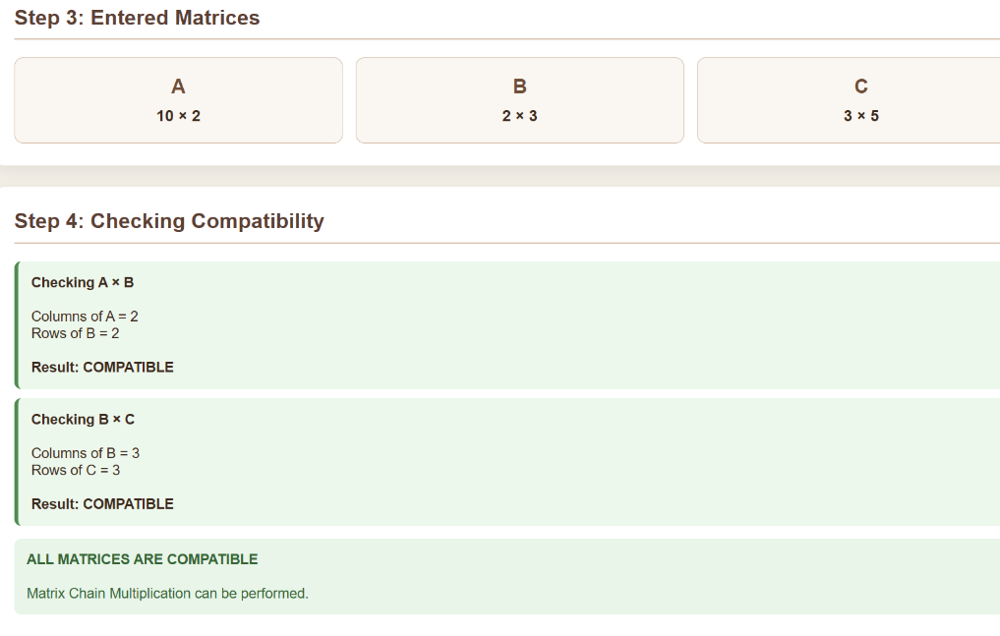 Step 3: Entered Matrices
A
10 × 2
B
2 × 3
C
3 × 5
Step 4: Checking Compatibility
Checking A × B
Columns of A = 2
Rows of B = 2
Result: COMPATIBLE
Checking B × C
Columns of B = 3
Rows of C = 3
Result: COMPATIBLE
ALL MATRICES ARE COMPATIBLE
Matrix Chain Multiplication can be performed.